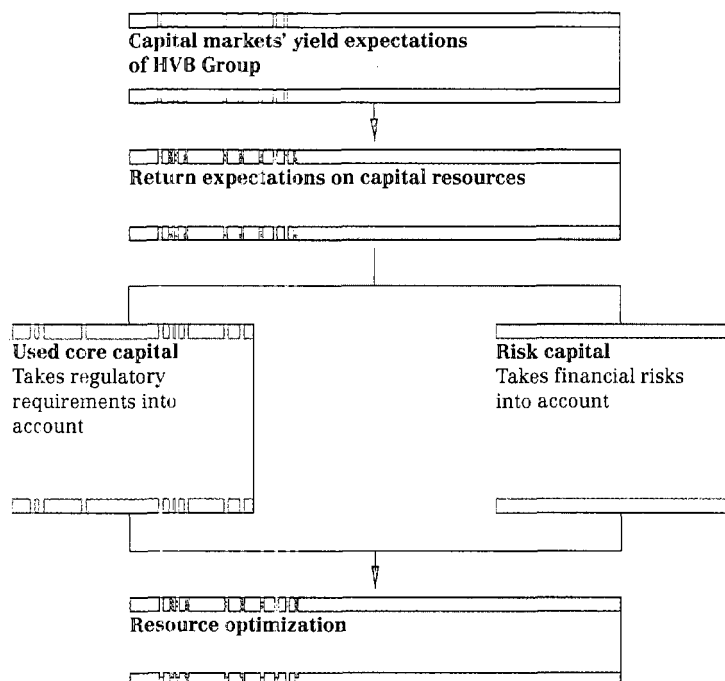 Capital markets' yield expectations
of HVB Group
Return expectations on capital resources
Used core capital
Takes regulatory
requirements into
account
Risk capital
Takes financial risks
into account
Resource optimization